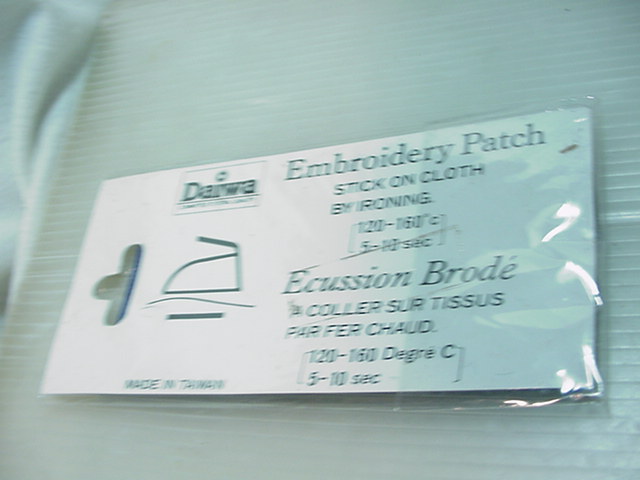 Daiwa
Embroidery Patch
STICK ON CLOTH
BY IRONING.
120-160°c
5-10 sec
Ecussion Brodé
A COLLER SUR TISSUS
PAR FER CHAUD.
120-160 Degré C
5-10 sec
MADE IN TAIWAN